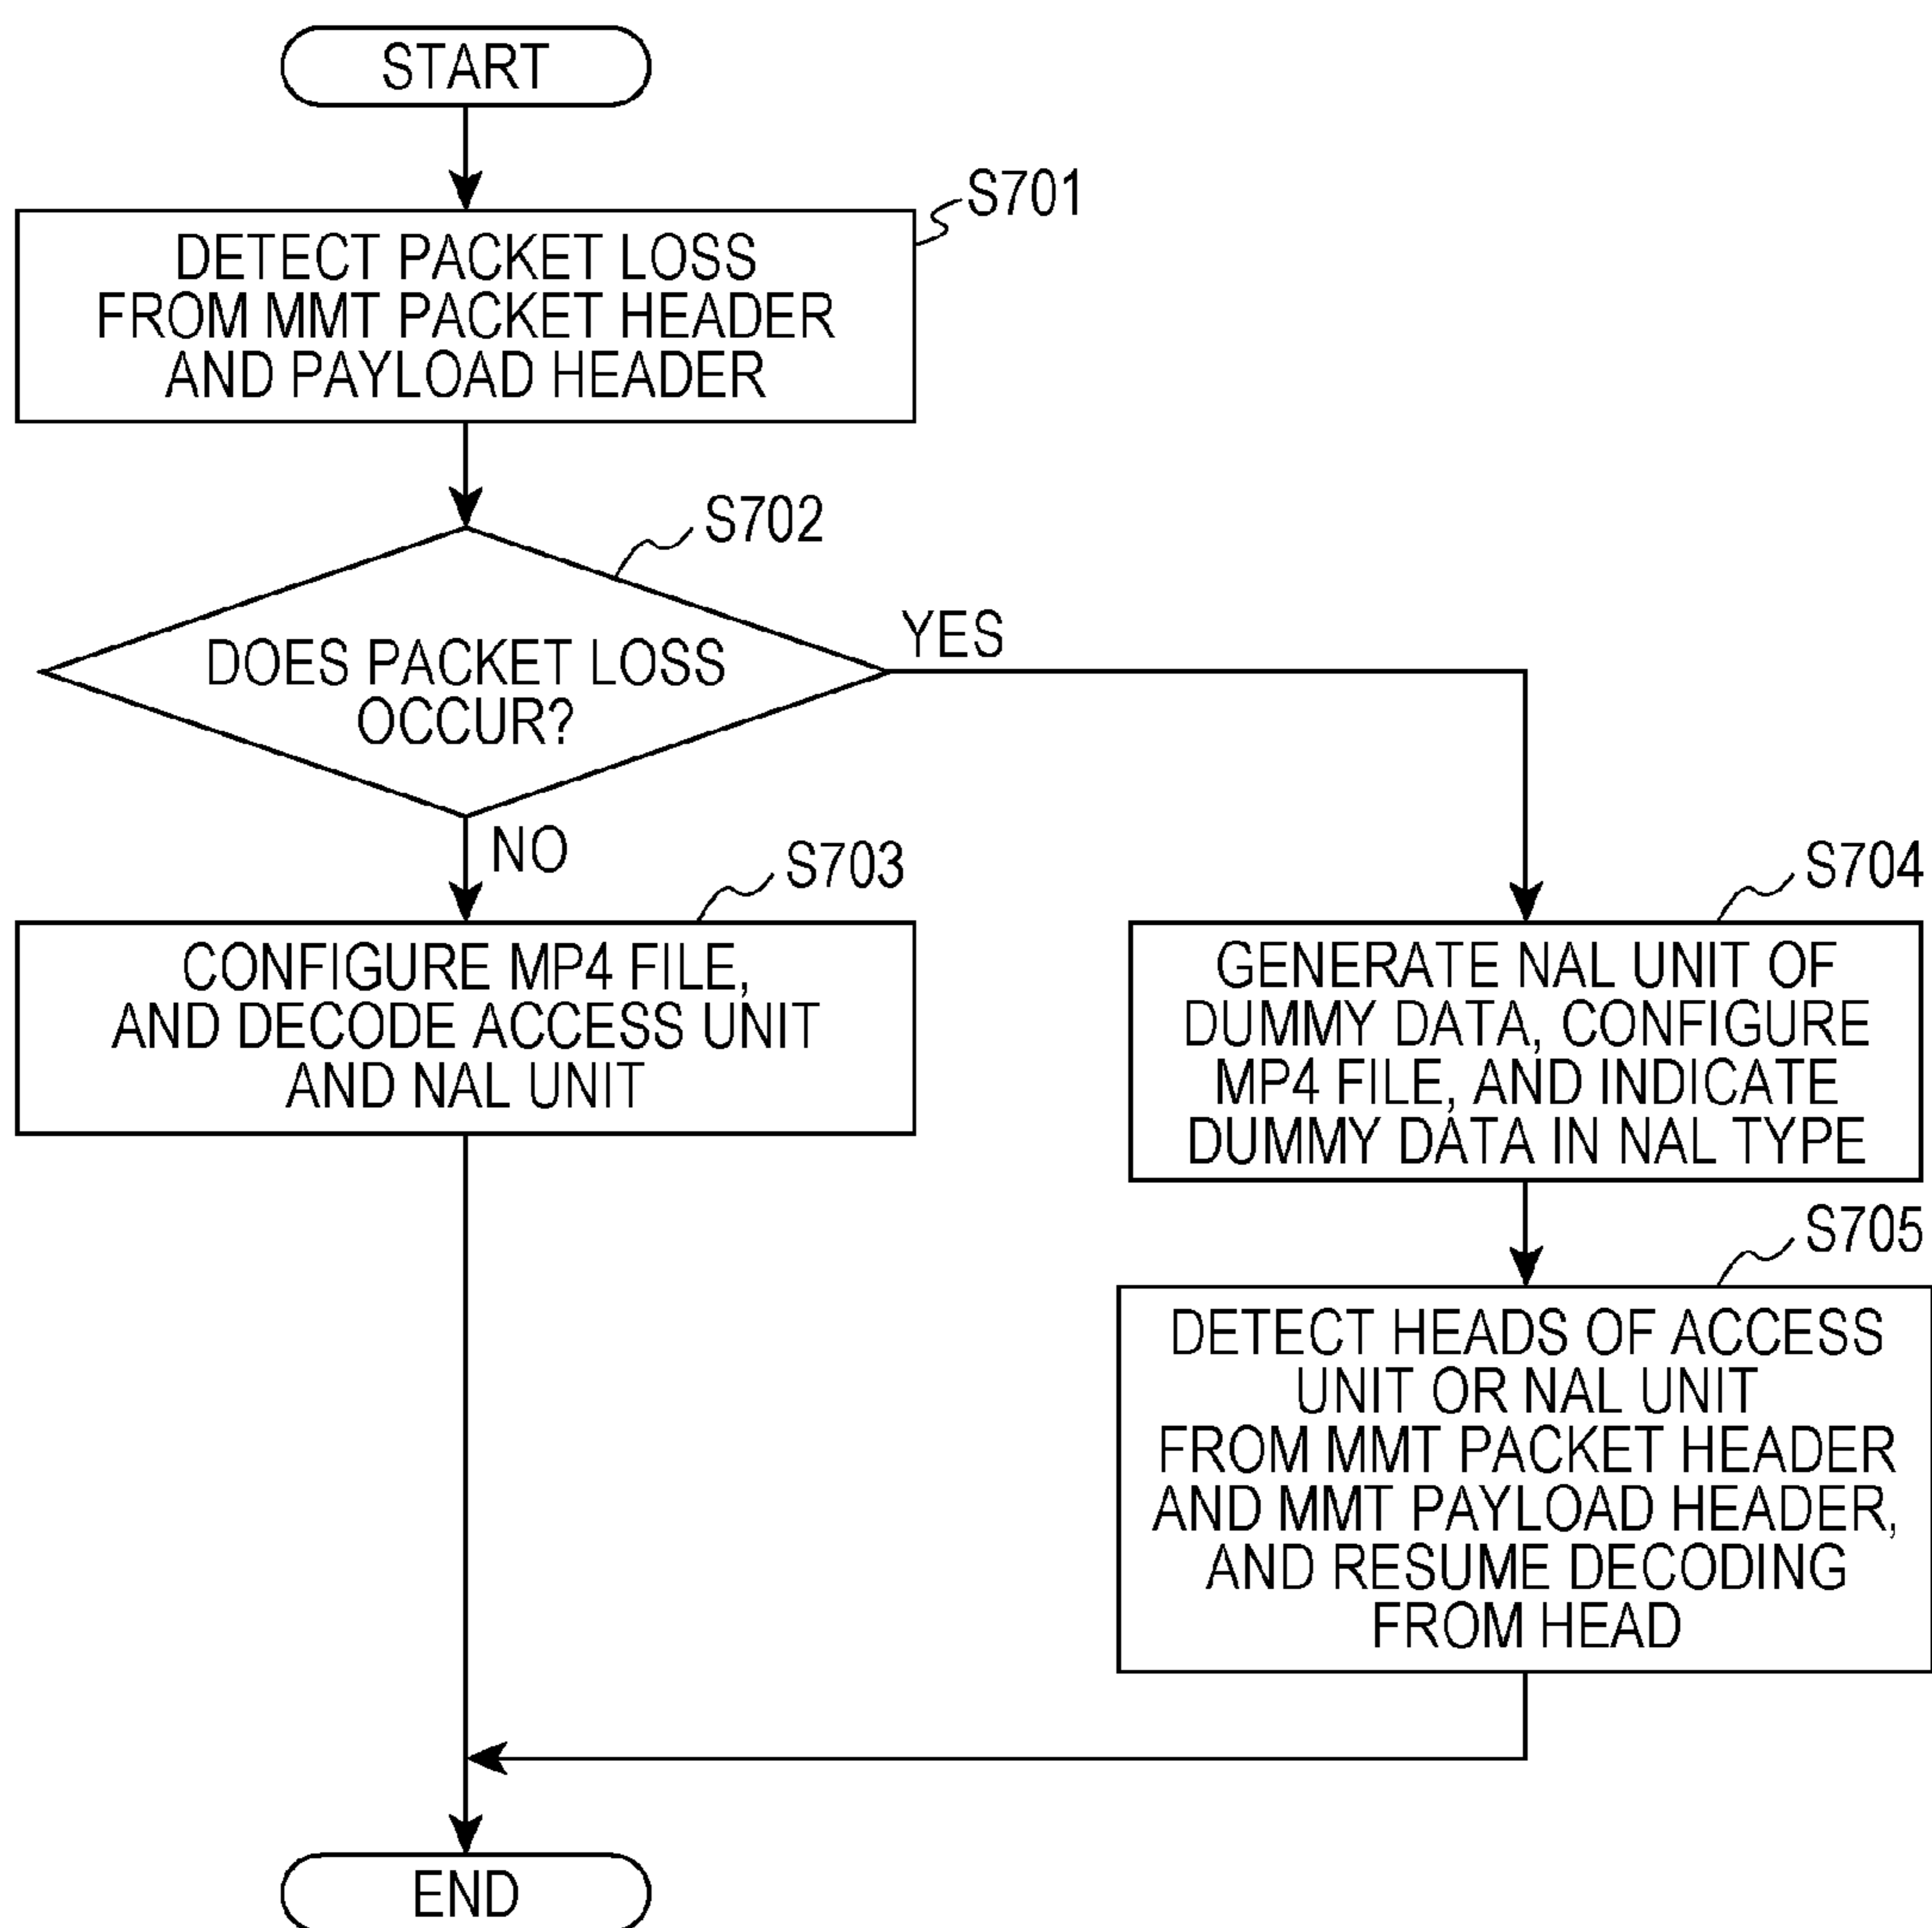 START
S701
DETECT PACKET LOSS
FROM MMT PACKET HEADER
AND PAYLOAD HEADER
S702
DOES PACKET LOSS
OCCUR?
YES
NO
S703
CONFIGURE MP4 FILE,
AND DECODE ACCESS UNIT
AND NAL UNIT
S704
GENERATE NAL UNIT OF
DUMMY DATA, CONFIGURE
MP4 FILE, AND INDICATE
DUMMY DATA IN NAL TYPE
S705
DETECT HEADS OF ACCESS
UNIT OR NAL UNIT
FROM MMT PACKET HEADER
AND MMT PAYLOAD HEADER,
AND RESUME DECODING
FROM HEAD
END